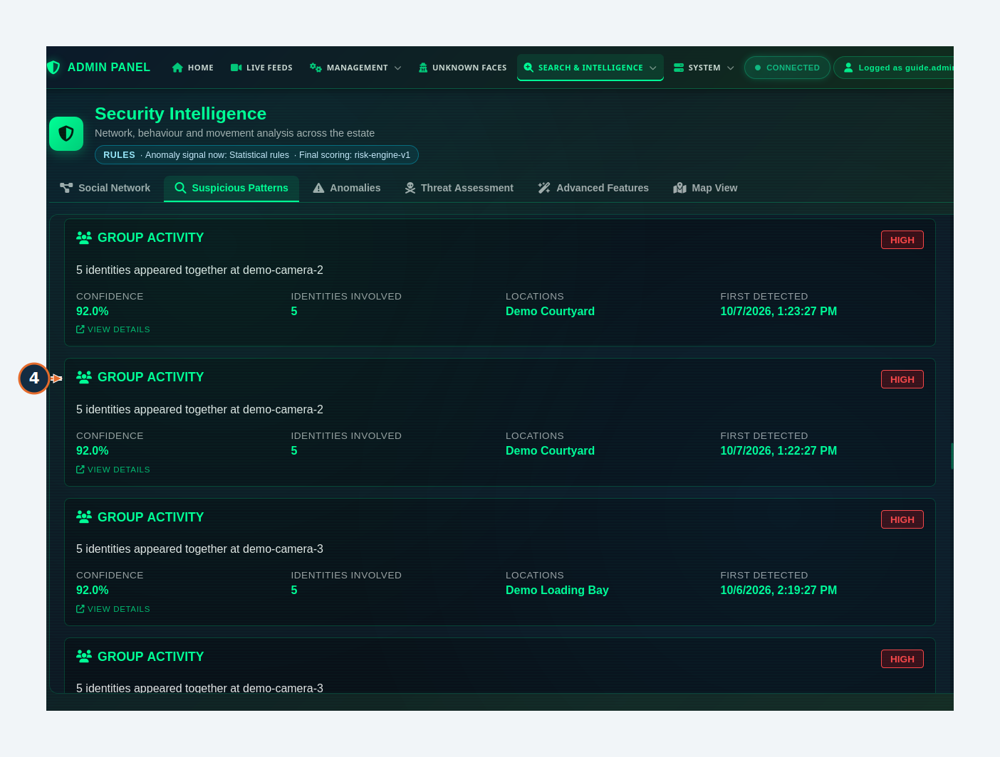 ADMIN PANEL
HOME
LIVE FEEDS
MANAGEMENT
UNKNOWN FACES
SEARCH & INTELLIGENCE
SYSTEM
CONNECTED
Logged as guide.admin
Security Intelligence
Network, behaviour and movement analysis across the estate
RULES · Anomaly signal now: Statistical rules · Final scoring: risk-engine-v1
Social Network
Suspicious Patterns
Anomalies
Threat Assessment
Advanced Features
Map View
GROUP ACTIVITY
HIGH
5 identities appeared together at demo-camera-2
CONFIDENCE
92.0%
IDENTITIES INVOLVED
5
LOCATIONS
Demo Courtyard
FIRST DETECTED
10/7/2026, 1:23:27 PM
VIEW DETAILS
4
GROUP ACTIVITY
HIGH
5 identities appeared together at demo-camera-2
CONFIDENCE
92.0%
IDENTITIES INVOLVED
5
LOCATIONS
Demo Courtyard
FIRST DETECTED
10/7/2026, 1:22:27 PM
VIEW DETAILS
GROUP ACTIVITY
HIGH
5 identities appeared together at demo-camera-3
CONFIDENCE
92.0%
IDENTITIES INVOLVED
5
LOCATIONS
Demo Loading Bay
FIRST DETECTED
10/6/2026, 2:19:27 PM
VIEW DETAILS
GROUP ACTIVITY
HIGH
5 identities appeared together at demo-camera-3